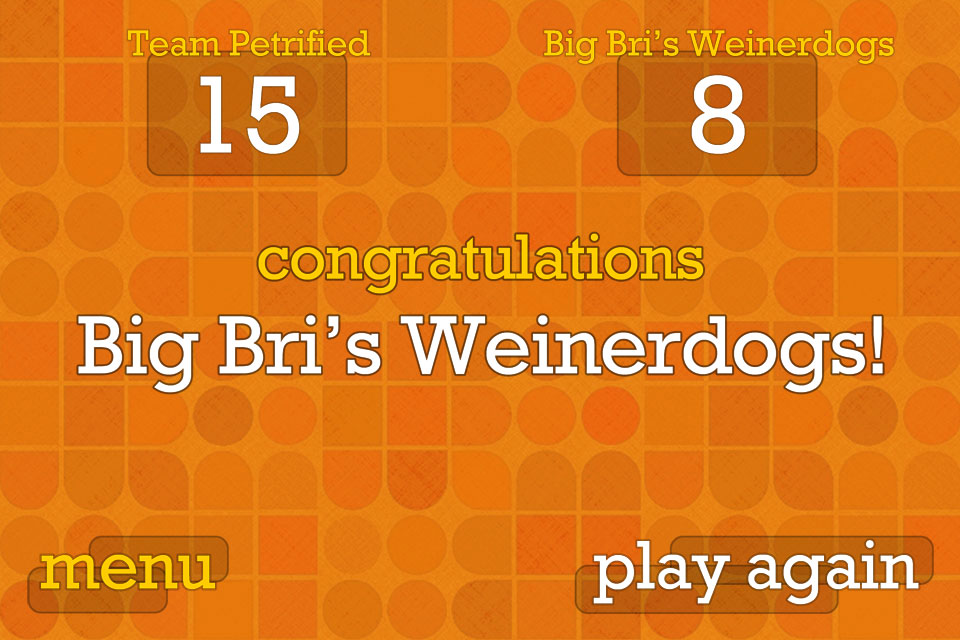 Team Petrified
Big Bri’s Weinerdogs
15
8
congratulations
Big Bri’s Weinerdogs!
menu
play again